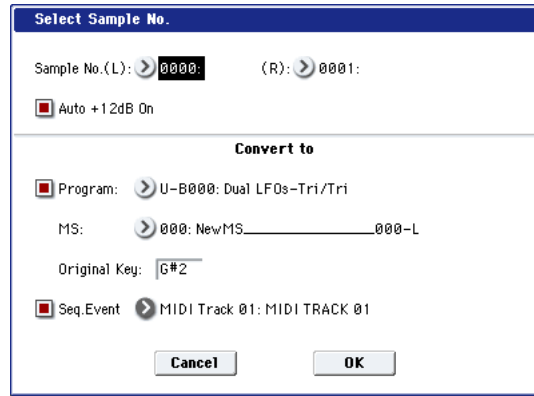 Select Sample No.
Sample No.(L): 0000: (R): 0001:
Auto +12dB On
Convert to
Program: U-B000: Dual LFOs-Tri/Tri
MS: 000: NewMS____________000-L
Original Key: G#2
Seq.Event MIDI Track 01: MIDI TRACK 01
Cancel OK